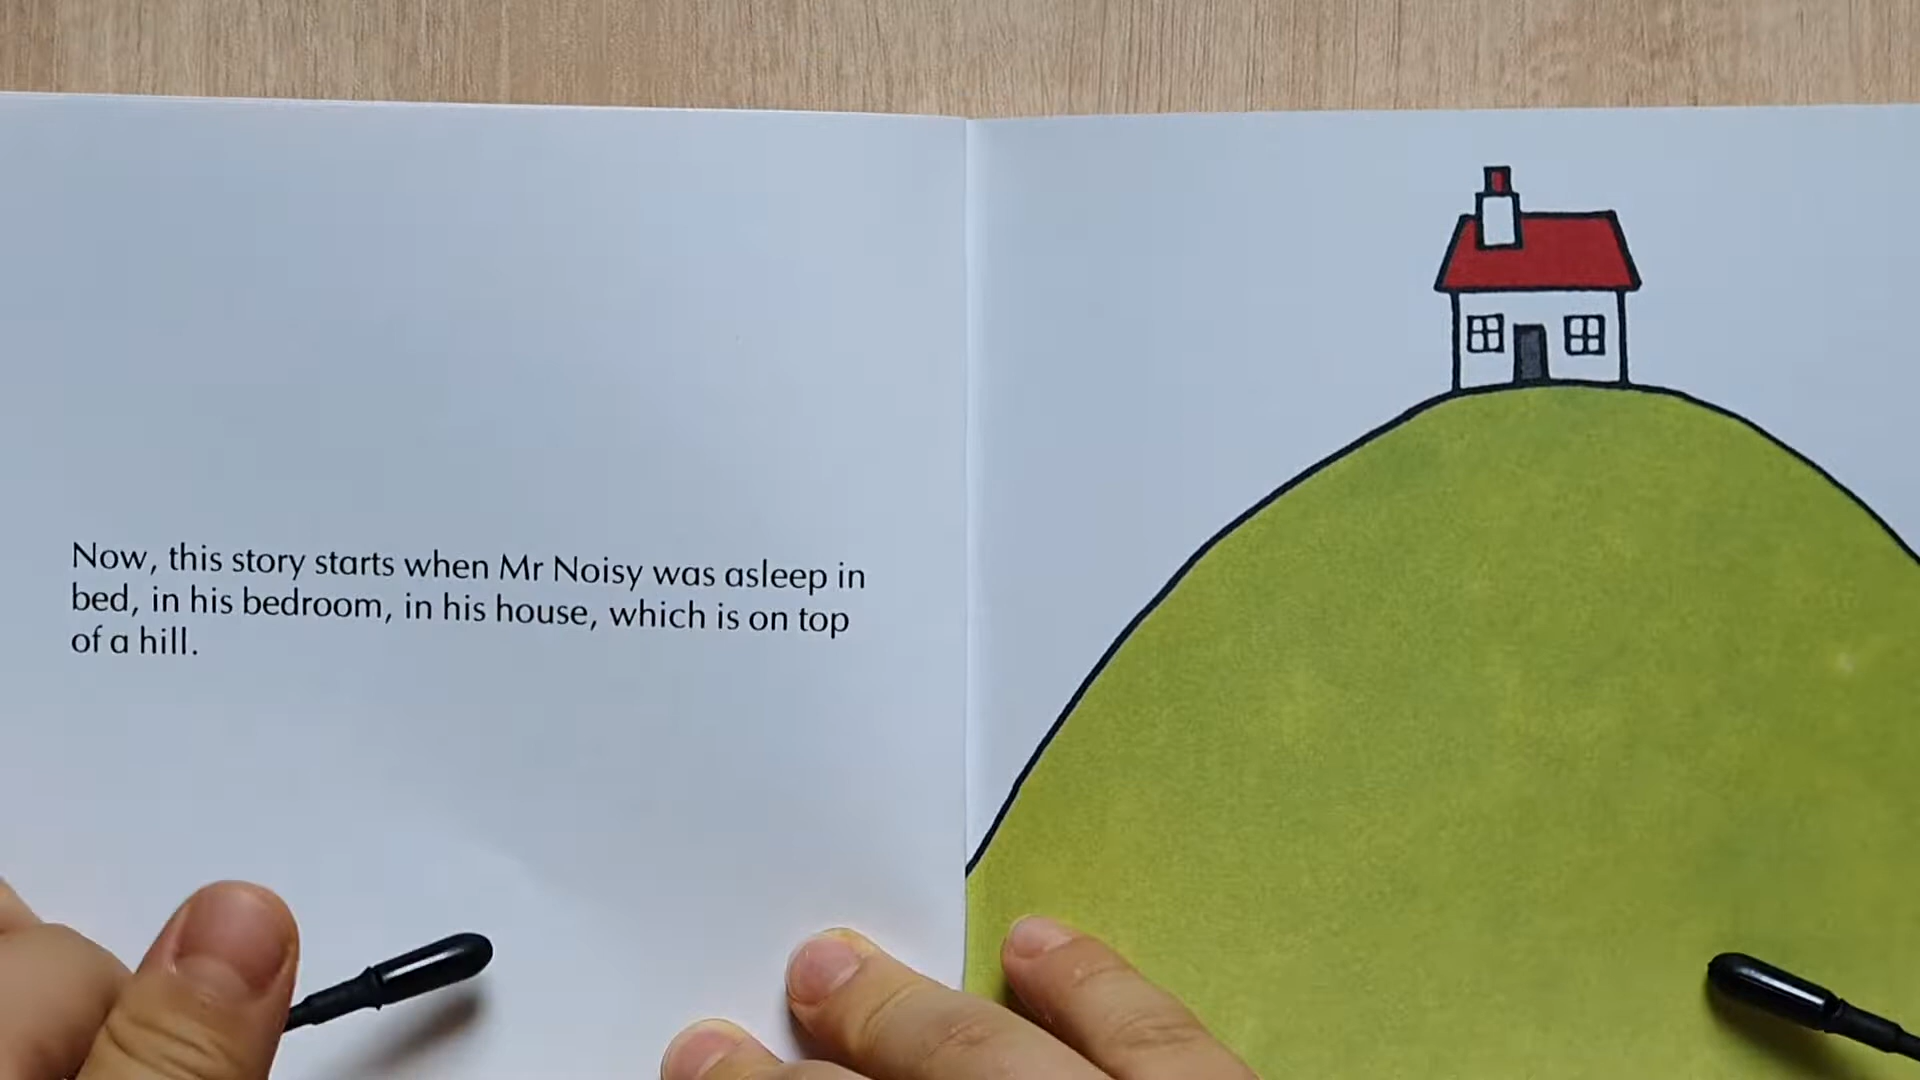 Now, this story starts when Mr Noisy was asleep in
bed, in his bedroom, in his house, which is on top
of a hill.